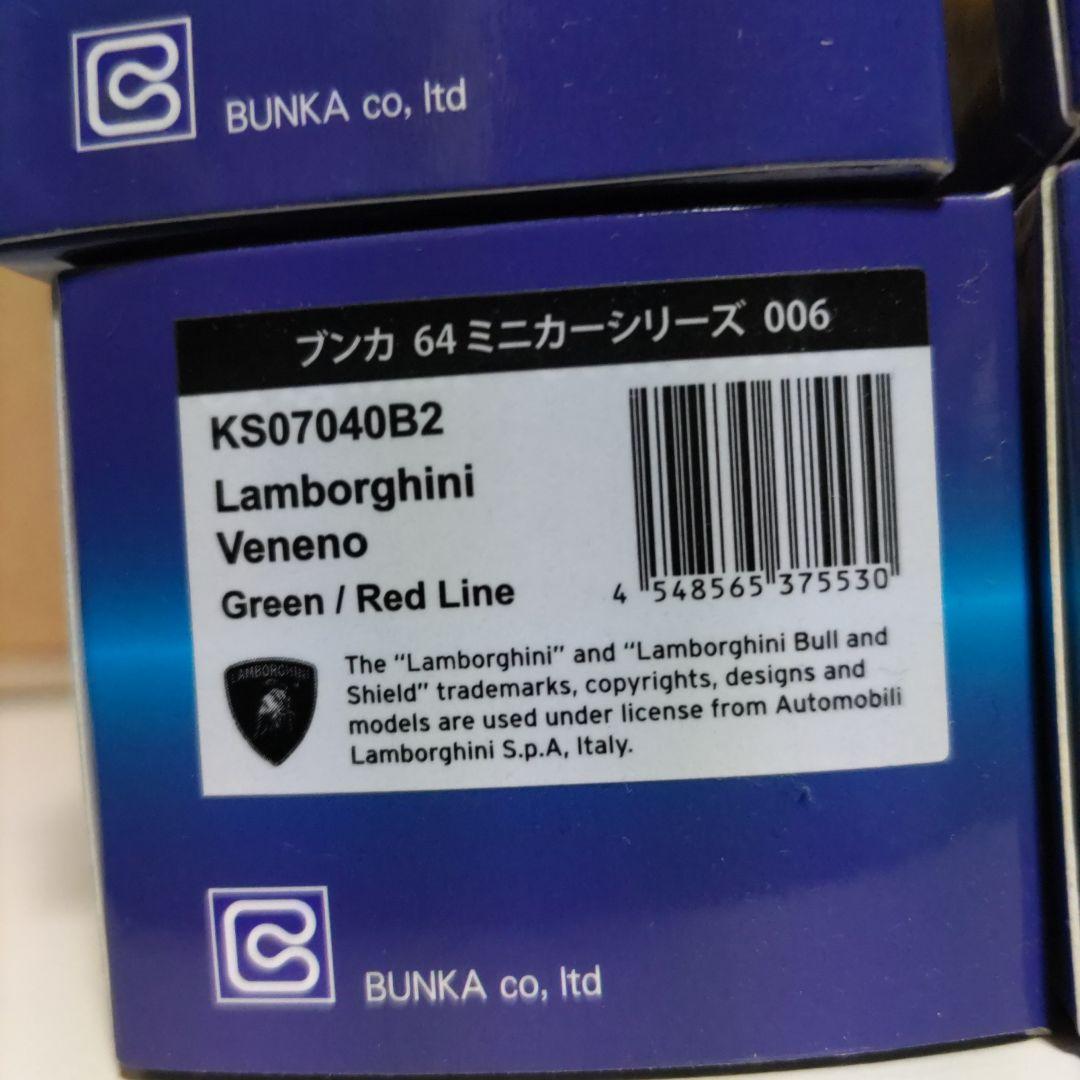 BUNKA co, ltd
ブンカ 64 ミニカーシリーズ 006
KS07040B2
Lamborghini
Veneno
Green / Red Line
4 548565 375530
LAMBORGHINI
The “Lamborghini” and “Lamborghini Bull and
Shield” trademarks, copyrights, designs and
models are used under license from Automobili
Lamborghini S.p.A, Italy.
BUNKA co, ltd